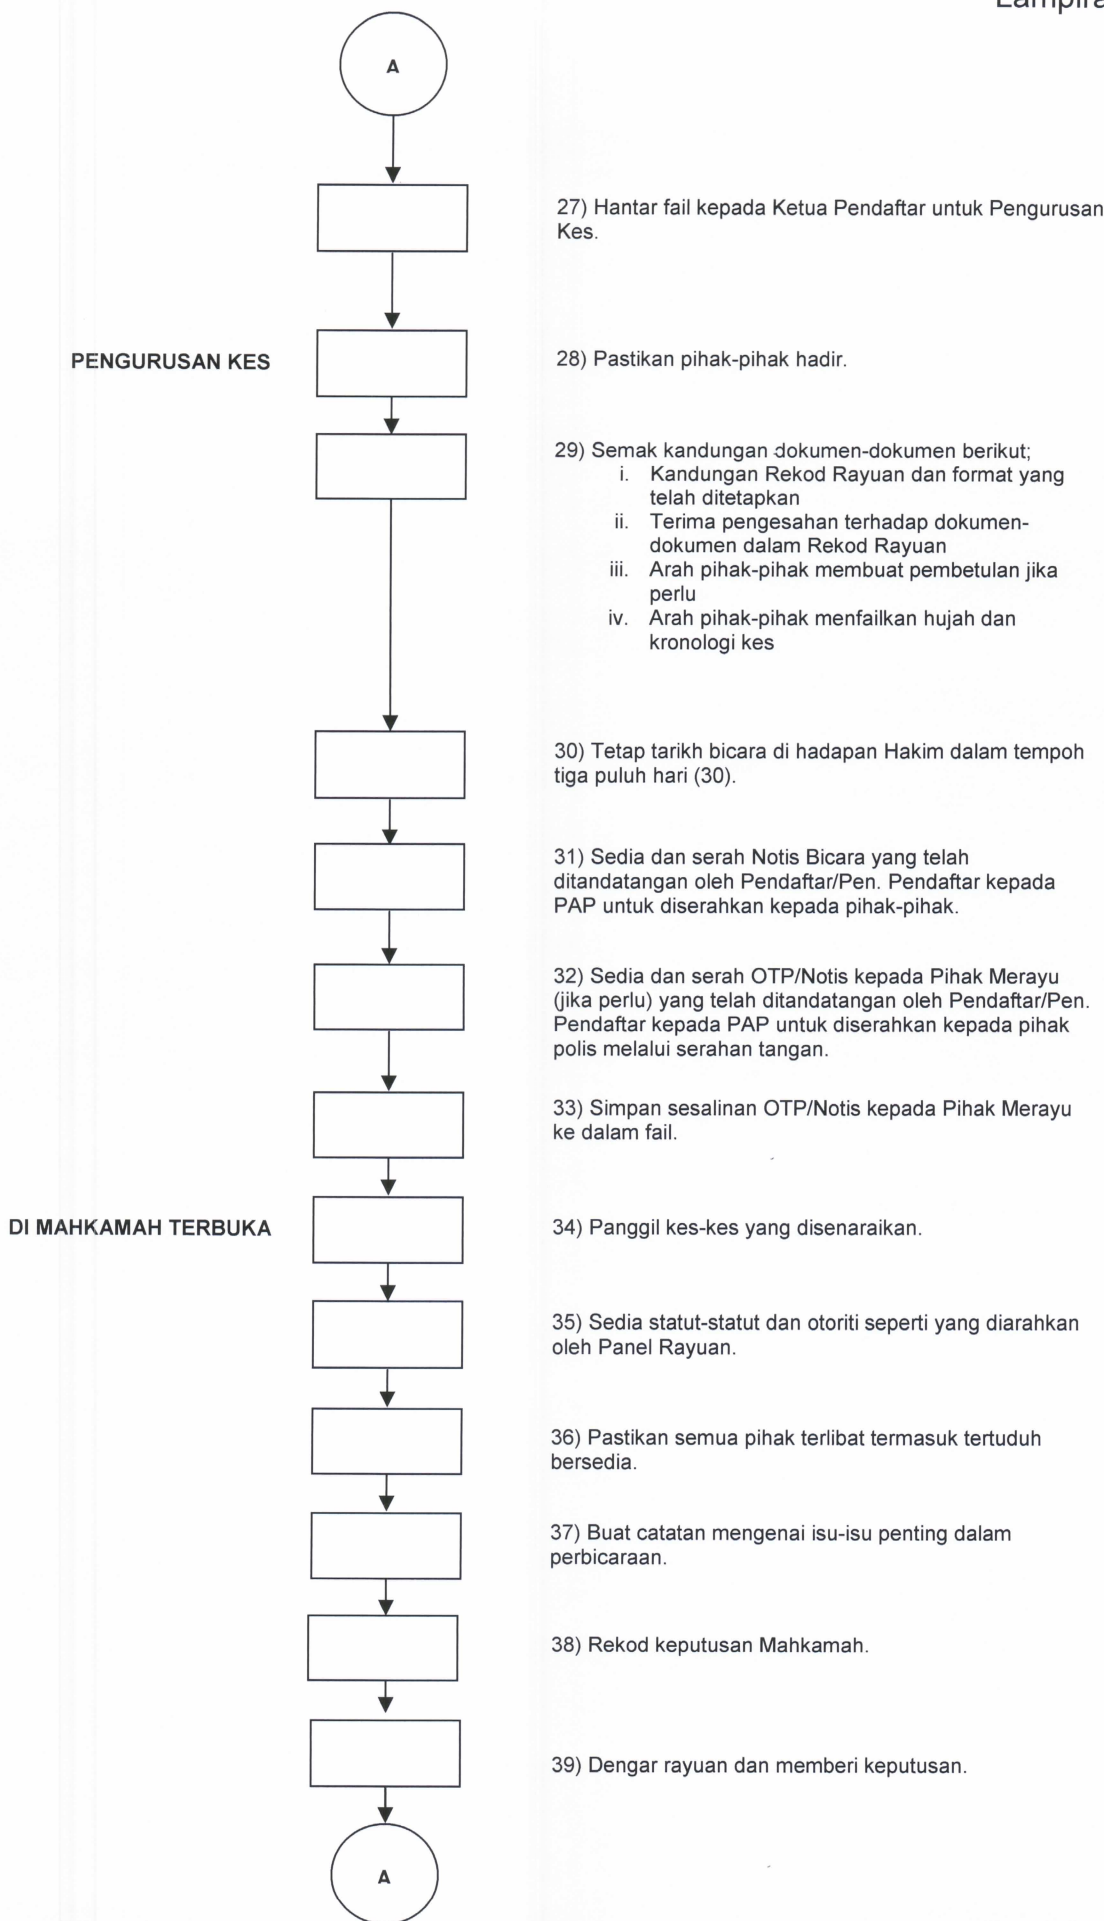 A
27) Hantar fail kepada Ketua Pendaftar untuk Pengurusan
Kes.
PENGURUSAN KES
28) Pastikan pihak-pihak hadir.
29) Semak kandungan dokumen-dokumen berikut;
i. Kandungan Rekod Rayuan dan format yang
telah ditetapkan
ii. Terima pengesahan terhadap dokumen-
dokumen dalam Rekod Rayuan
iii. Arah pihak-pihak membuat pembetulan jika
perlu
iv. Arah pihak-pihak menfailkan hujah dan
kronologi kes
30) Tetap tarikh bicara di hadapan Hakim dalam tempoh
tiga puluh hari (30).
31) Sedia dan serah Notis Bicara yang telah
ditandatangan oleh Pendaftar/Pen. Pendaftar kepada
PAP untuk diserahkan kepada pihak-pihak.
32) Sedia dan serah OTP/Notis kepada Pihak Merayu
(jika perlu) yang telah ditandatangan oleh Pendaftar/Pen.
Pendaftar kepada PAP untuk diserahkan kepada pihak
polis melalui serahan tangan.
33) Simpan sesalinan OTP/Notis kepada Pihak Merayu
ke dalam fail.
DI MAHKAMAH TERBUKA
34) Panggil kes-kes yang disenaraikan.
35) Sedia statut-statut dan otoriti seperti yang diarahkan
oleh Panel Rayuan.
36) Pastikan semua pihak terlibat termasuk tertuduh
bersedia.
37) Buat catatan mengenai isu-isu penting dalam
perbicaraan.
38) Rekod keputusan Mahkamah.
39) Dengar rayuan dan memberi keputusan.
A